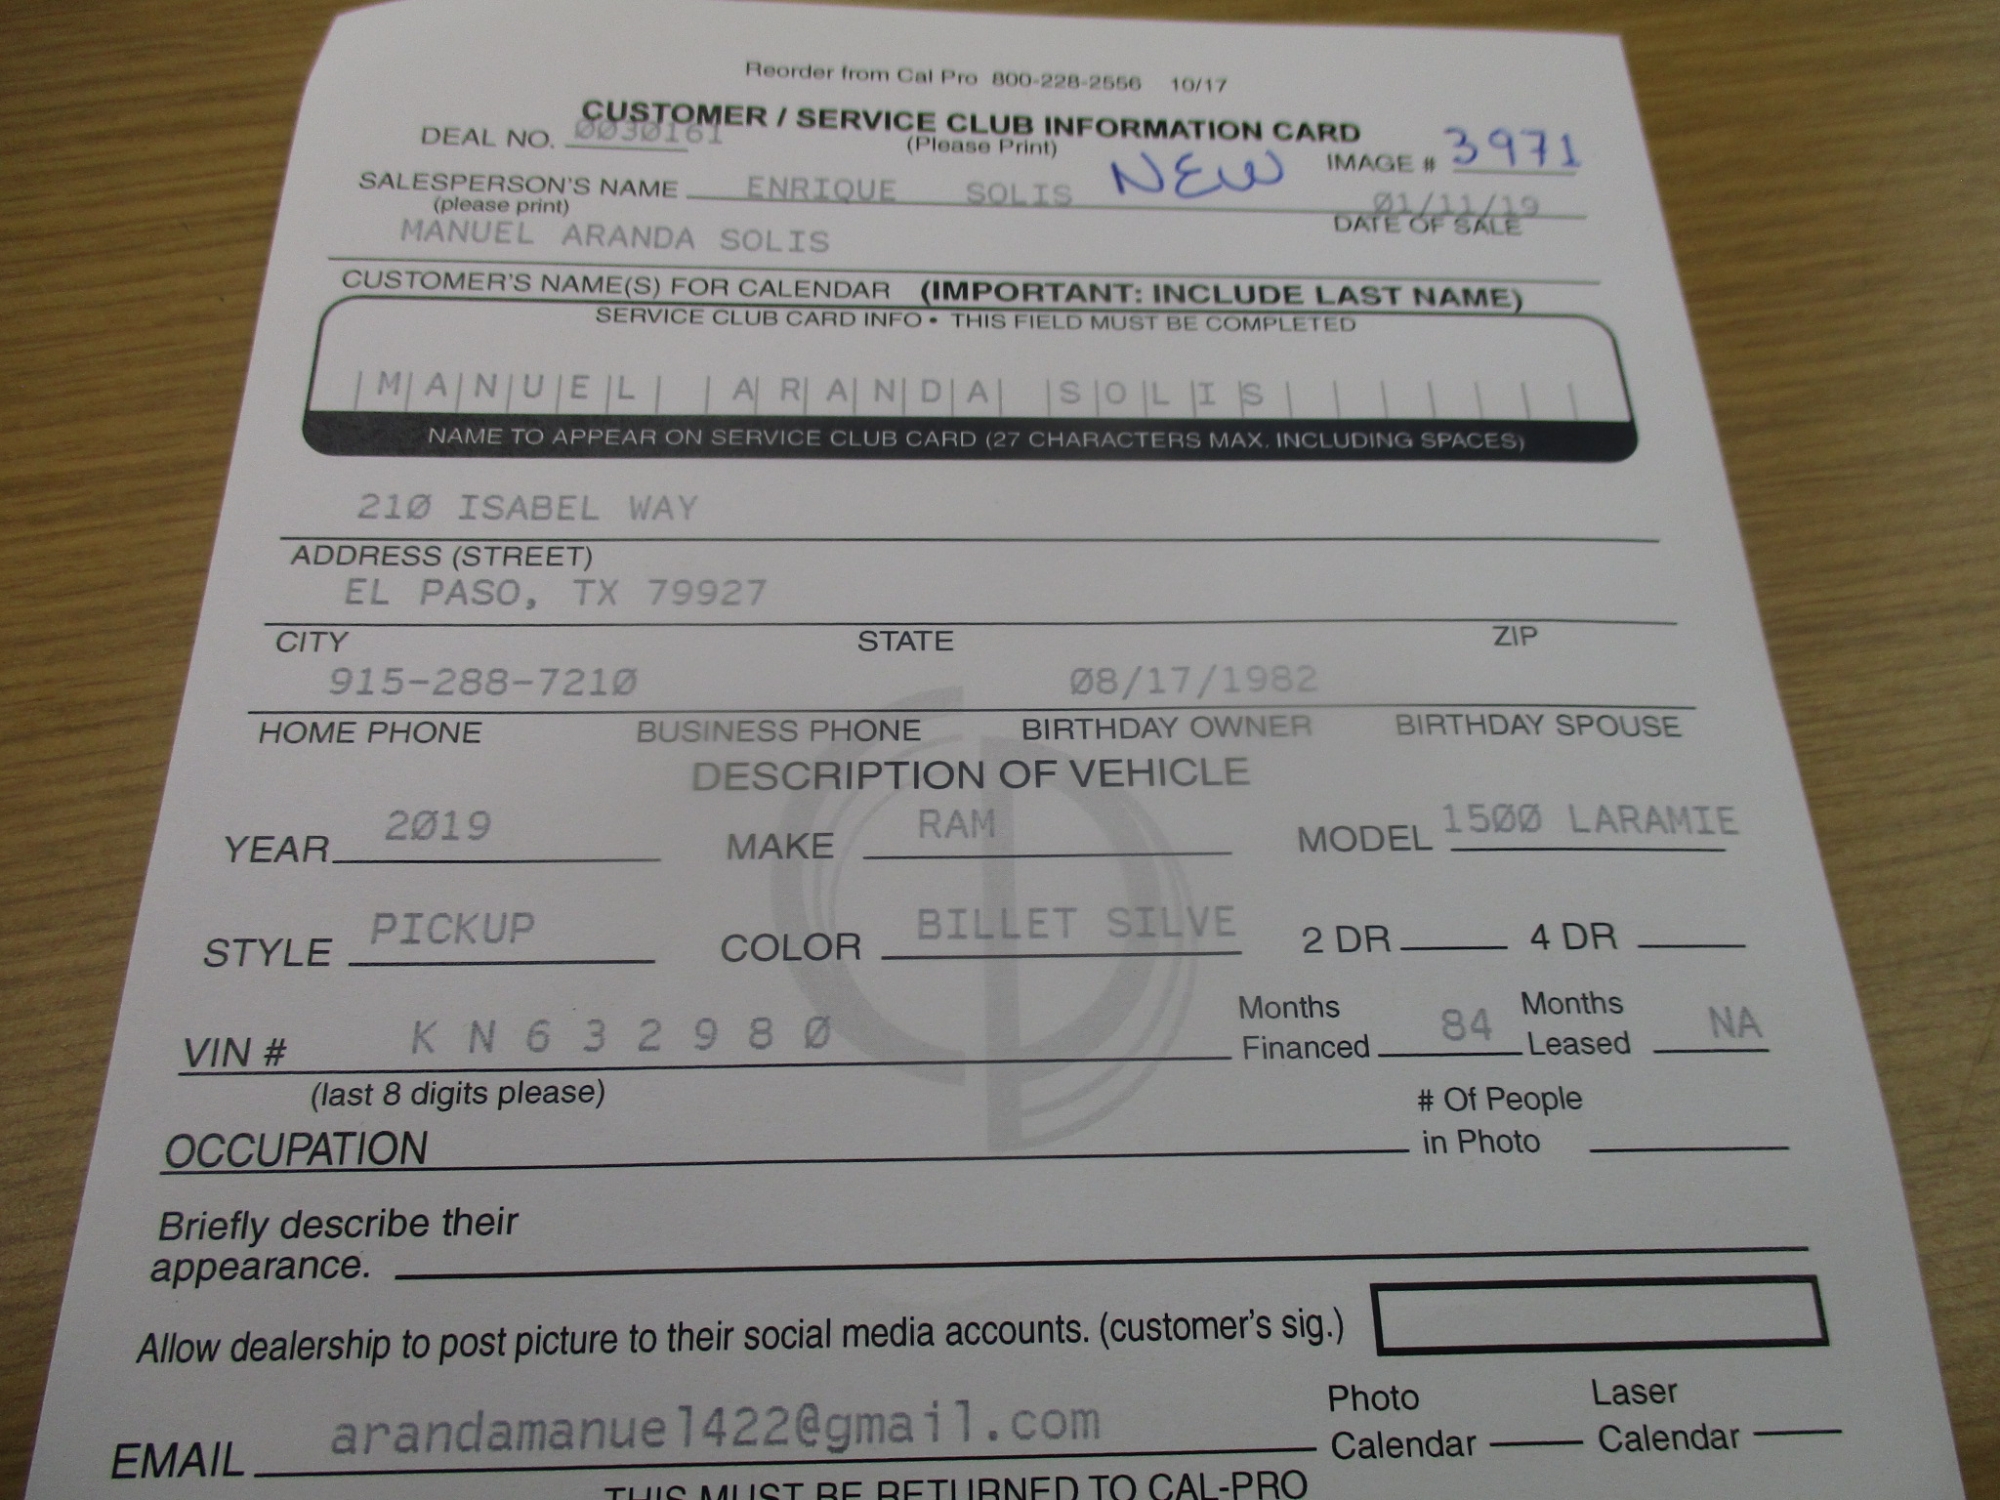 Reorder from Cal Pro 800-228-2556 10/17
CUSTOMER / SERVICE CLUB INFORMATION CARD
DEAL NO. 0030161 (Please Print) NEW IMAGE # 3971
SALESPERSON'S NAME ENRIQUE SOLIS 01/11/19
(please print) DATE OF SALE
MANUEL ARANDA SOLIS
CUSTOMER'S NAME(S) FOR CALENDAR (IMPORTANT: INCLUDE LAST NAME)
SERVICE CLUB CARD INFO • THIS FIELD MUST BE COMPLETED
MANUEL ARANDA SOLIS
NAME TO APPEAR ON SERVICE CLUB CARD (27 CHARACTERS MAX. INCLUDING SPACES)
210 ISABEL WAY
ADDRESS (STREET)
EL PASO, TX 79927
CITY STATE ZIP
915-288-7210 08/17/1982
HOME PHONE BUSINESS PHONE BIRTHDAY OWNER BIRTHDAY SPOUSE
DESCRIPTION OF VEHICLE
YEAR 2019 MAKE RAM MODEL 1500 LARAMIE
STYLE PICKUP COLOR BILLET SILVE 2 DR 4 DR
VIN # K N 6 3 2 9 8 0 Months Financed 84 Months Leased NA
(last 8 digits please)
OCCUPATION # Of People in Photo
Briefly describe their
appearance.
Allow dealership to post picture to their social media accounts. (customer's sig.)
EMAIL arandamanuel422@gmail.com Photo Calendar Laser Calendar
THIS MUST BE RETURNED TO CAL-PRO